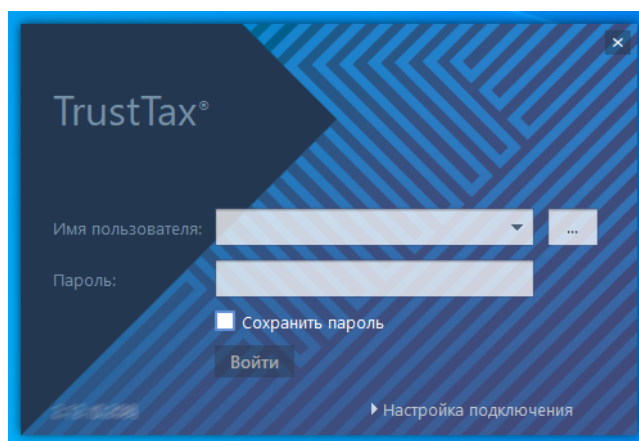 TrustTax®
Имя пользователя:
...
Пароль:
Сохранить пароль
Войти
Настройка подключения